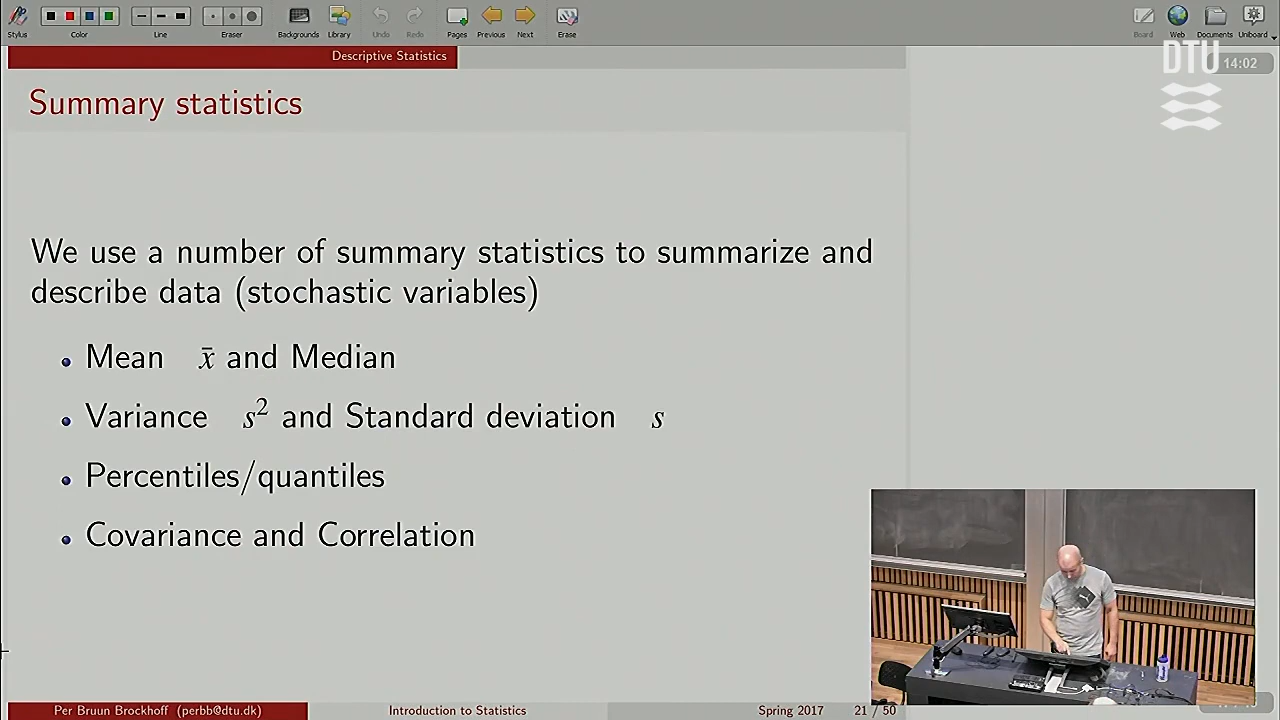 Stylus
Color
Line
Eraser
Backgrounds
Library
Undo
Redo
Pages
Previous
Next
Erase
Board
Web
Documents
Uniboard
Descriptive Statistics
DTU
14:02
Summary statistics
We use a number of summary statistics to summarize and
describe data (stochastic variables)
• Mean x̄ and Median
• Variance s² and Standard deviation s
• Percentiles/quantiles
• Covariance and Correlation
Per Bruun Brockhoff (perbb@dtu.dk) Introduction to Statistics Spring 2017 21 / 50